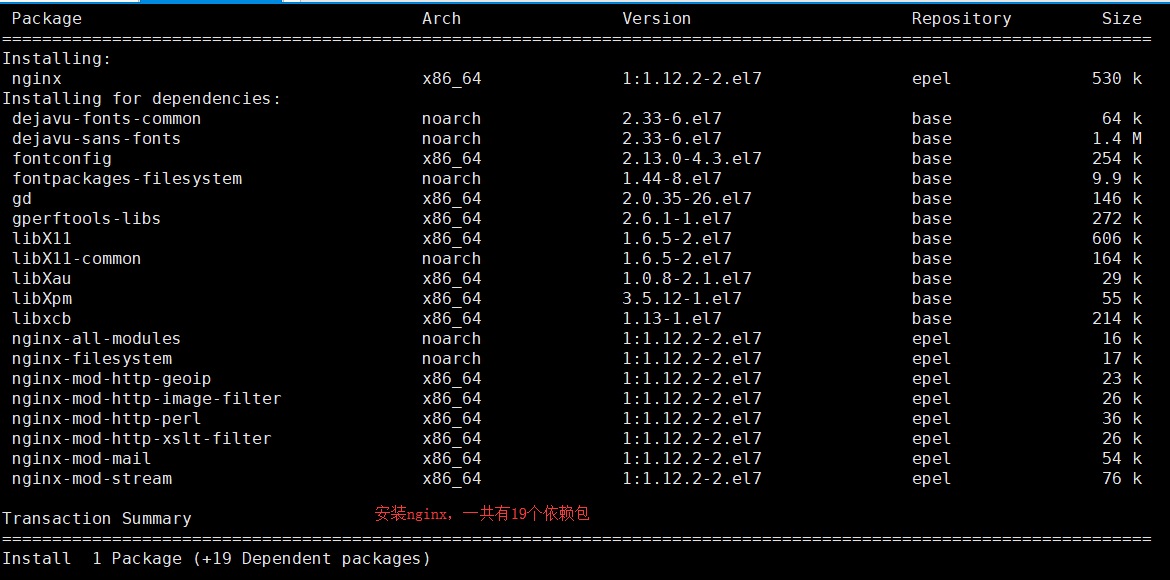 Package Arch Version Repository Size
================================================================================
Installing:
nginx x86_64 1:1.12.2-2.el7 epel 530 k
Installing for dependencies:
dejavu-fonts-common noarch 2.33-6.el7 base 64 k
dejavu-sans-fonts noarch 2.33-6.el7 base 1.4 M
fontconfig x86_64 2.13.0-4.3.el7 base 254 k
fontpackages-filesystem noarch 1.44-8.el7 base 9.9 k
gd x86_64 2.0.35-26.el7 base 146 k
gperftools-libs x86_64 2.6.1-1.el7 base 272 k
libX11 x86_64 1.6.5-2.el7 base 606 k
libX11-common noarch 1.6.5-2.el7 base 164 k
libXau x86_64 1.0.8-2.1.el7 base 29 k
libXpm x86_64 3.5.12-1.el7 base 55 k
libxcb x86_64 1.13-1.el7 base 214 k
nginx-all-modules noarch 1:1.12.2-2.el7 epel 16 k
nginx-filesystem noarch 1:1.12.2-2.el7 epel 17 k
nginx-mod-http-geoip x86_64 1:1.12.2-2.el7 epel 23 k
nginx-mod-http-image-filter x86_64 1:1.12.2-2.el7 epel 26 k
nginx-mod-http-perl x86_64 1:1.12.2-2.el7 epel 36 k
nginx-mod-http-xslt-filter x86_64 1:1.12.2-2.el7 epel 26 k
nginx-mod-mail x86_64 1:1.12.2-2.el7 epel 54 k
nginx-mod-stream x86_64 1:1.12.2-2.el7 epel 76 k
安装nginx，一共有19个依赖包
Transaction Summary
================================================================================
Install 1 Package (+19 Dependent packages)